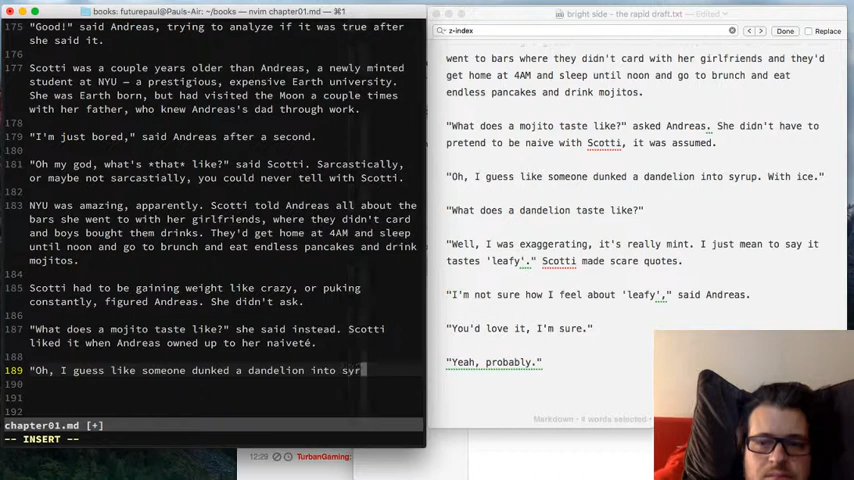 books: futurepaul@Pauls-Air: ~/books — nvim chapter01.md — ⌘1
175 "Good!" said Andreas, trying to analyze if it was true after
she said it.
176
177 Scotti was a couple years older than Andreas, a newly minted
student at NYU — a prestigious, expensive Earth university.
She was Earth born, but had visited the Moon a couple times
with her father, who knew Andreas's dad through work.
178
179 "I'm just bored," said Andreas after a second.
180
181 "Oh my god, what's *that* like?" said Scotti. Sarcastically,
or maybe not sarcastially, you could never tell with Scotti.
182
183 NYU was amazing, apparently. Scotti told Andreas all about the
bars she went to with her girlfriends, where they didn't card
and boys bought them drinks. They'd get home at 4AM and sleep
until noon and go to brunch and eat endless pancakes and drink
mojitos.
184
185 Scotti had to be gaining weight like crazy, or puking
constantly, figured Andreas. She didn't ask.
186
187 "What does a mojito taste like?" she said instead. Scotti
liked it when Andreas owned up to her naiveté.
188
189 "Oh, I guess like someone dunked a dandelion into syr
190
191
192
chapter01.md [+]
-- INSERT --
bright side - the rapid draft.txt — Edited
z-index
Done
Replace
went to bars where they didn't card with her girlfriends and they'd
get home at 4AM and sleep until noon and go to brunch and eat
endless pancakes and drink mojitos.
"What does a mojito taste like?" asked Andreas. She didn't have to
pretend to be naive with Scotti, it was assumed.
"Oh, I guess like someone dunked a dandelion into syrup. With ice."
"What does a dandelion taste like?"
"Well, I was exaggerating, it's really mint. I just mean to say it
tastes 'leafy'." Scotti made scare quotes.
"I'm not sure how I feel about 'leafy'," said Andreas.
"You'd love it, I'm sure."
"Yeah, probably."
Markdown
words selected
12:29 TurbanGaming: